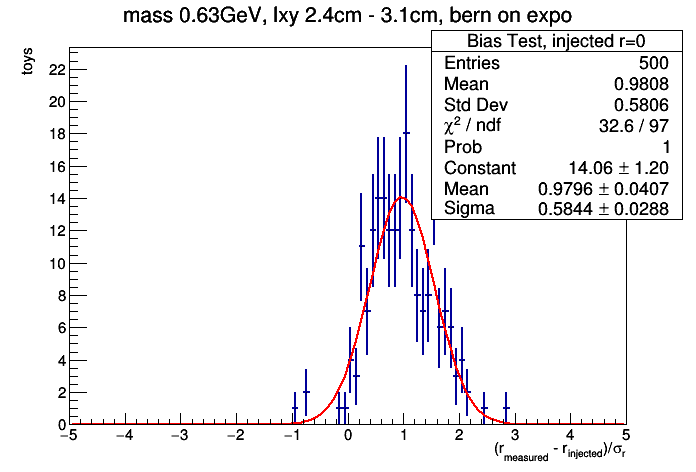 mass 0.63GeV, lxy 2.4cm - 3.1cm, bern on expo
toys
Bias Test, injected r=0
Entries 500
Mean 0.9808
Std Dev 0.5806
χ² / ndf 32.6 / 97
Prob 1
Constant 14.06 ± 1.20
Mean 0.9796 ± 0.0407
Sigma 0.5844 ± 0.0288
22
20
18
16
14
12
10
8
6
4
2
0
−5 −4 −3 −2 −1 0 1 2 3 4 5
(r_measured - r_injected)/σ_r